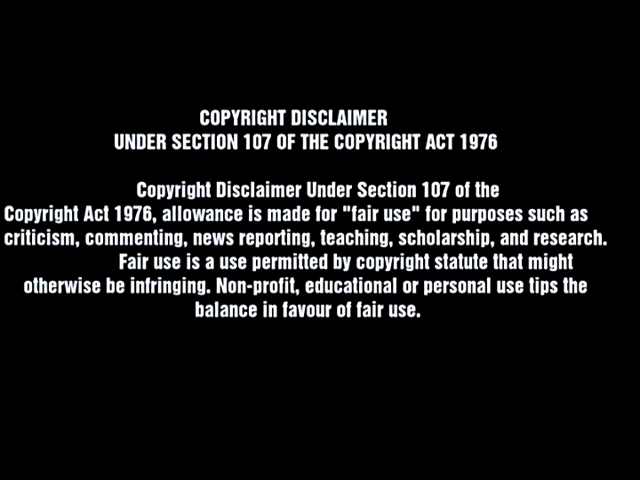 COPYRIGHT DISCLAIMER
UNDER SECTION 107 OF THE COPYRIGHT ACT 1976
Copyright Disclaimer Under Section 107 of the
Copyright Act 1976, allowance is made for "fair use" for purposes such as
criticism, commenting, news reporting, teaching, scholarship, and research.
Fair use is a use permitted by copyright statute that might
otherwise be infringing. Non-profit, educational or personal use tips the
balance in favour of fair use.